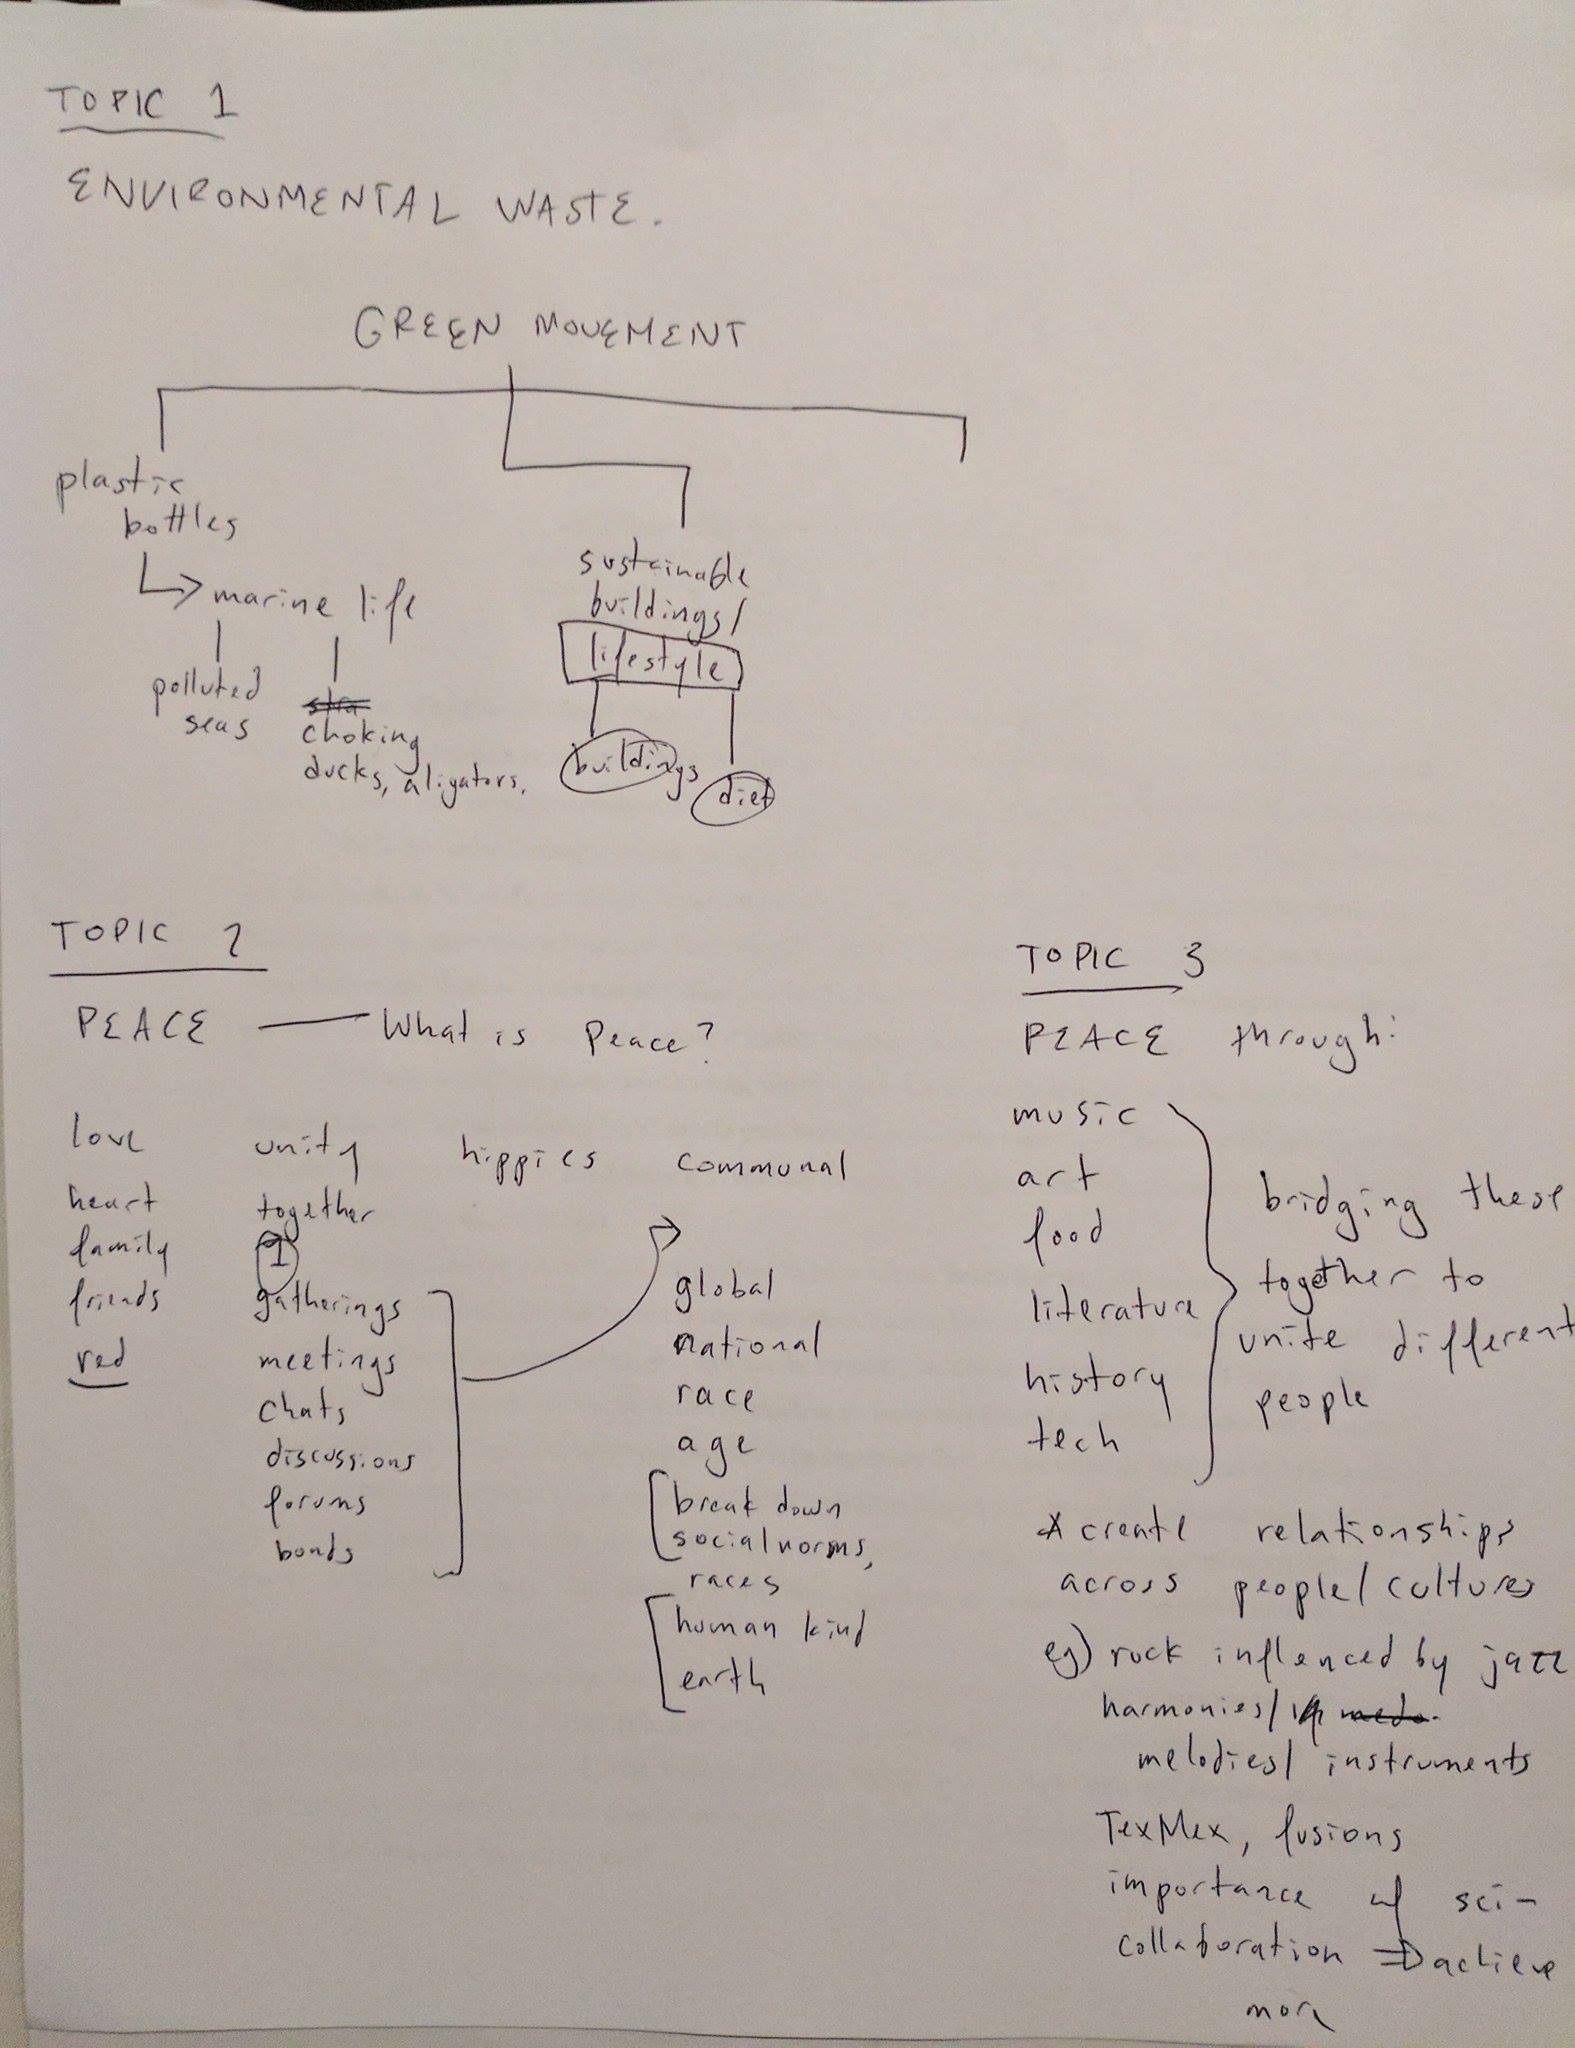 TOPIC 1
ENVIRONMENTAL WASTE.
GREEN MOVEMENT
plastic
bottles
marine life
polluted
seas
choking
ducks, aligators,
sustainable
buildings/
lifestyle
buildings
diet
TOPIC 2
PEACE — What is Peace?
love
heart
family
friends
red
unity
together
1
gatherings
meetings
chats
discussions
forums
bonds
hippies
communal
global
national
race
age
break down
social norms,
races
human kind
earth
TOPIC 3
PEACE through:
music
art
food
literature
history
tech
bridging these
together to
unite different
people
* create relationships
across people/cultures
eg) rock inflenced by jazz
harmonies/
melodies/ instruments
TexMex, fusions
importance w/ sci-
collaboration => achieve
more